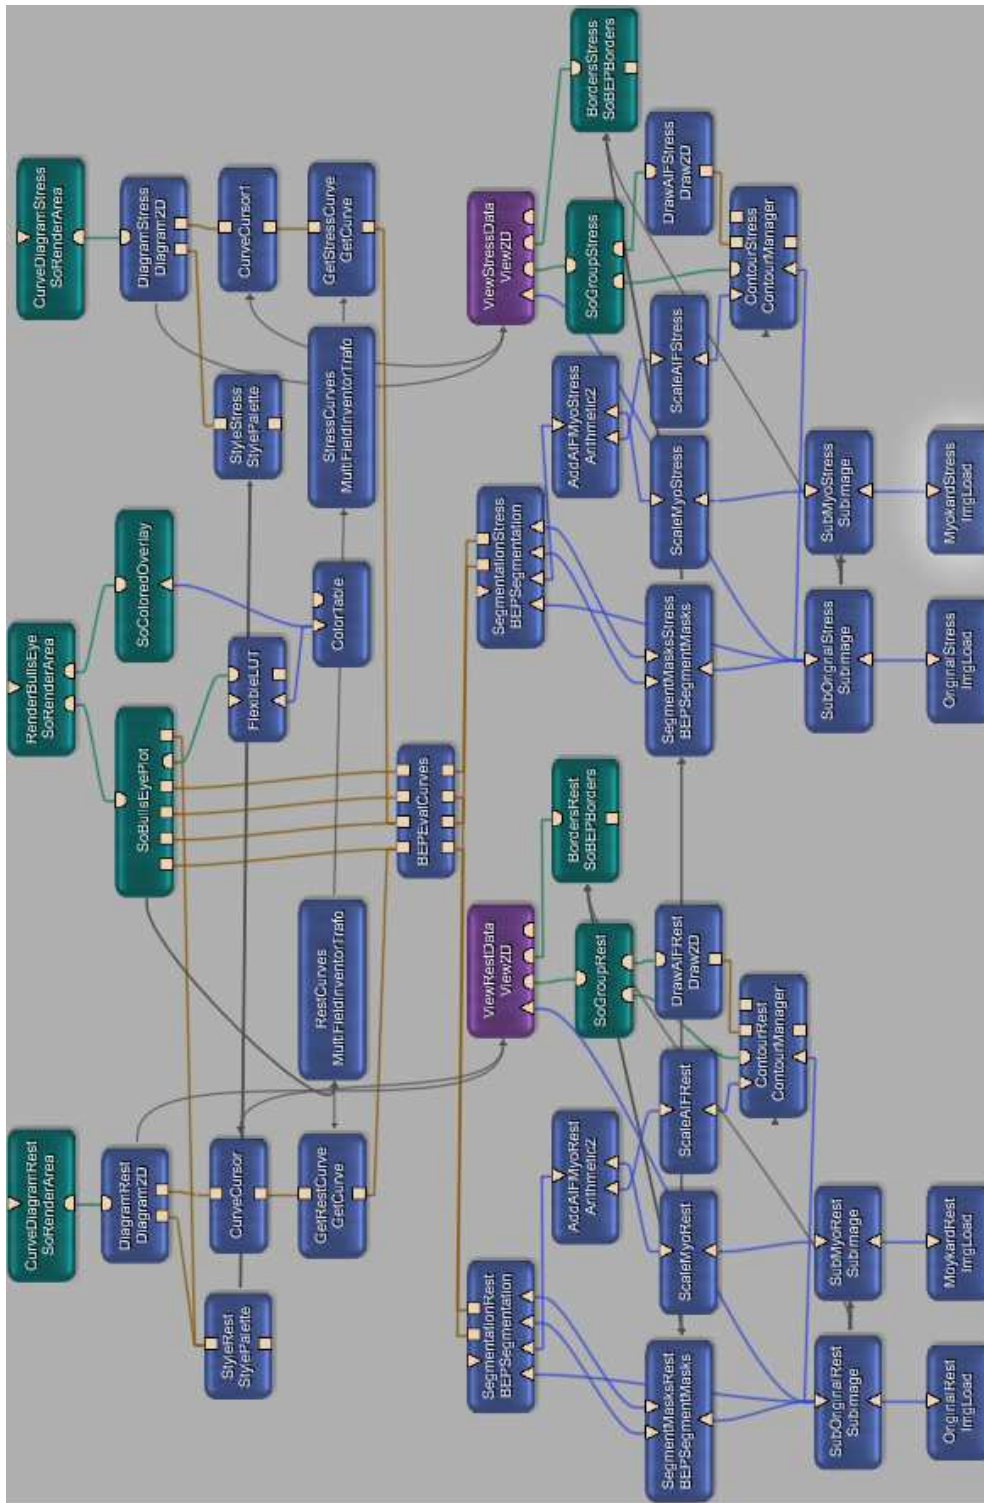 CurveDiagramRest
SoRenderArea
RenderBullsEye
SoRenderArea
CurveDiagramStress
SoRenderArea
DiagramRest
Diagram2D
SoBullsEyePlot
SoColoredOverlay
DiagramStress
Diagram2D
StyleRest
StylePalette
CurveCursor
FlexibleLUT
StyleStress
StylePalette
CurveCursor1
GetRestCurve
GetCurve
RestCurves
MultiFieldInventorTrafo
ColorTable
StressCurves
MultiFieldInventorTrafo
GetStressCurve
GetCurve
BEPEvalCurves
SegmentationRest
BEPSegmentation
ViewRestData
View2D
SegmentationStress
BEPSegmentation
ViewStressData
View2D
AddAIFMyoRest
Arithmetic2
SoGroupRest
BordersRest
SoBEPBorders
AddAIFMyoStress
Arithmetic2
SoGroupStress
BordersStress
SoBEPBorders
SegmentMasksRest
BEPSegmentMasks
ScaleMyoRest
ScaleAIFRest
DrawAIFRest
Draw2D
SegmentMasksStress
BEPSegmentMasks
ScaleMyoStress
ScaleAIFStress
DrawAIFStress
Draw2D
ContourRest
ContourManager
ContourStress
ContourManager
SubOriginalRest
SubImage
SubMyoRest
SubImage
SubOriginalStress
SubImage
SubMyoStress
SubImage
OriginalRest
ImgLoad
MoykardRest
ImgLoad
OriginalStress
ImgLoad
MyokardStress
ImgLoad